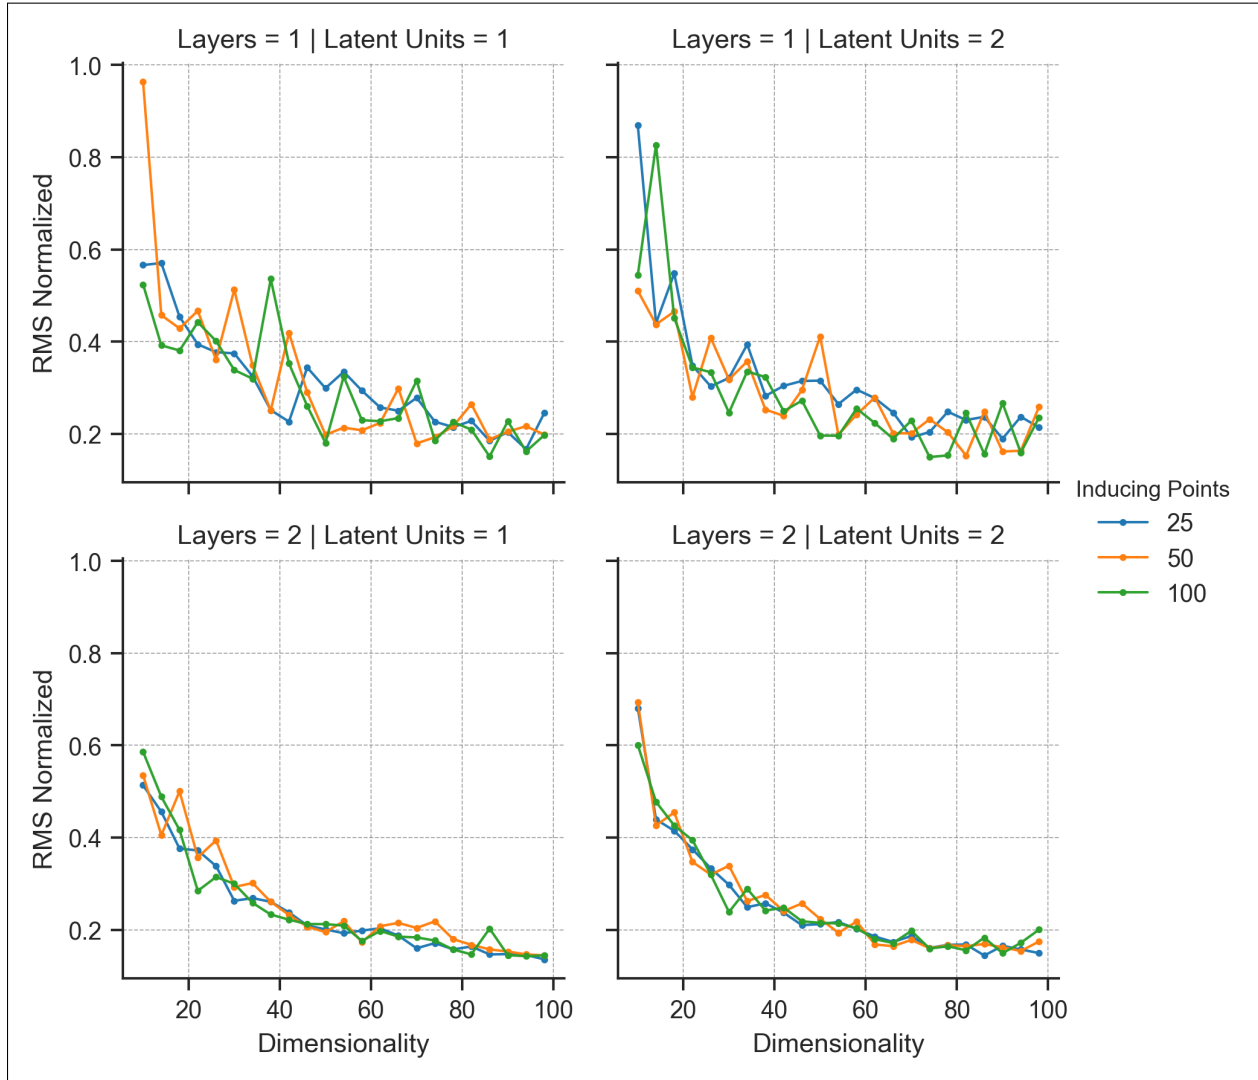 Layers = 1 | Latent Units = 1
Layers = 1 | Latent Units = 2
RMS Normalized
1.0
0.8
0.6
0.4
0.2
Inducing Points
25
50
100
Layers = 2 | Latent Units = 1
Layers = 2 | Latent Units = 2
RMS Normalized
1.0
0.8
0.6
0.4
0.2
20 40 60 80 100
20 40 60 80 100
Dimensionality
Dimensionality